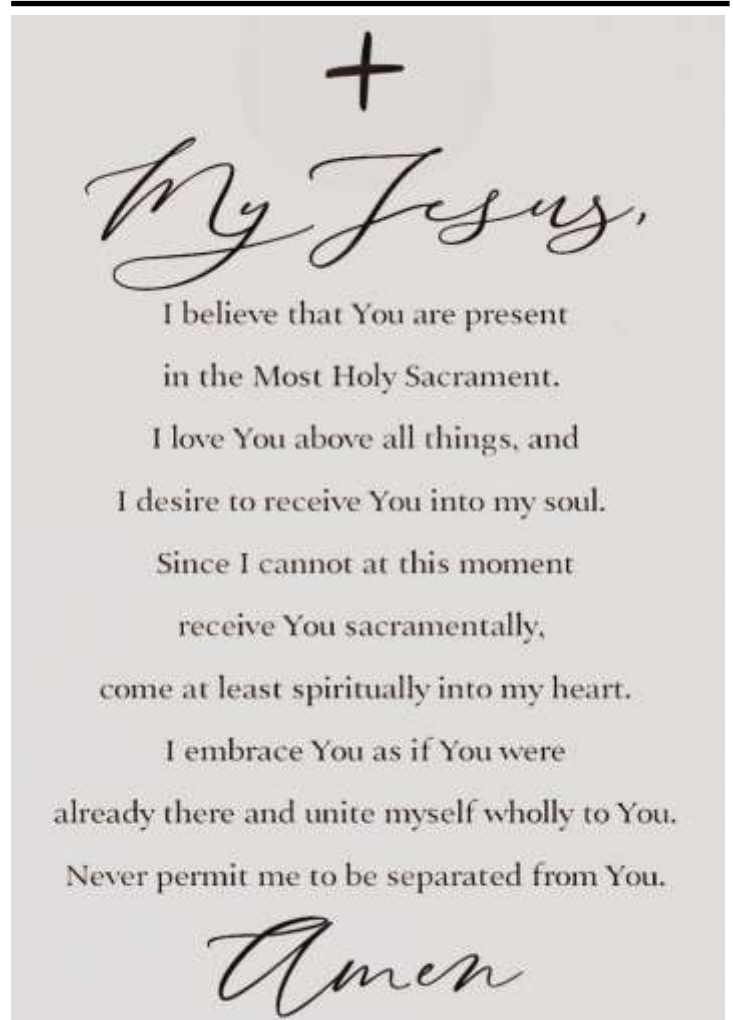 My Jesus,
I believe that You are present
in the Most Holy Sacrament.
I love You above all things, and
I desire to receive You into my soul.
Since I cannot at this moment
receive You sacramentally,
come at least spiritually into my heart.
I embrace You as if You were
already there and unite myself wholly to You.
Never permit me to be separated from You.
Amen